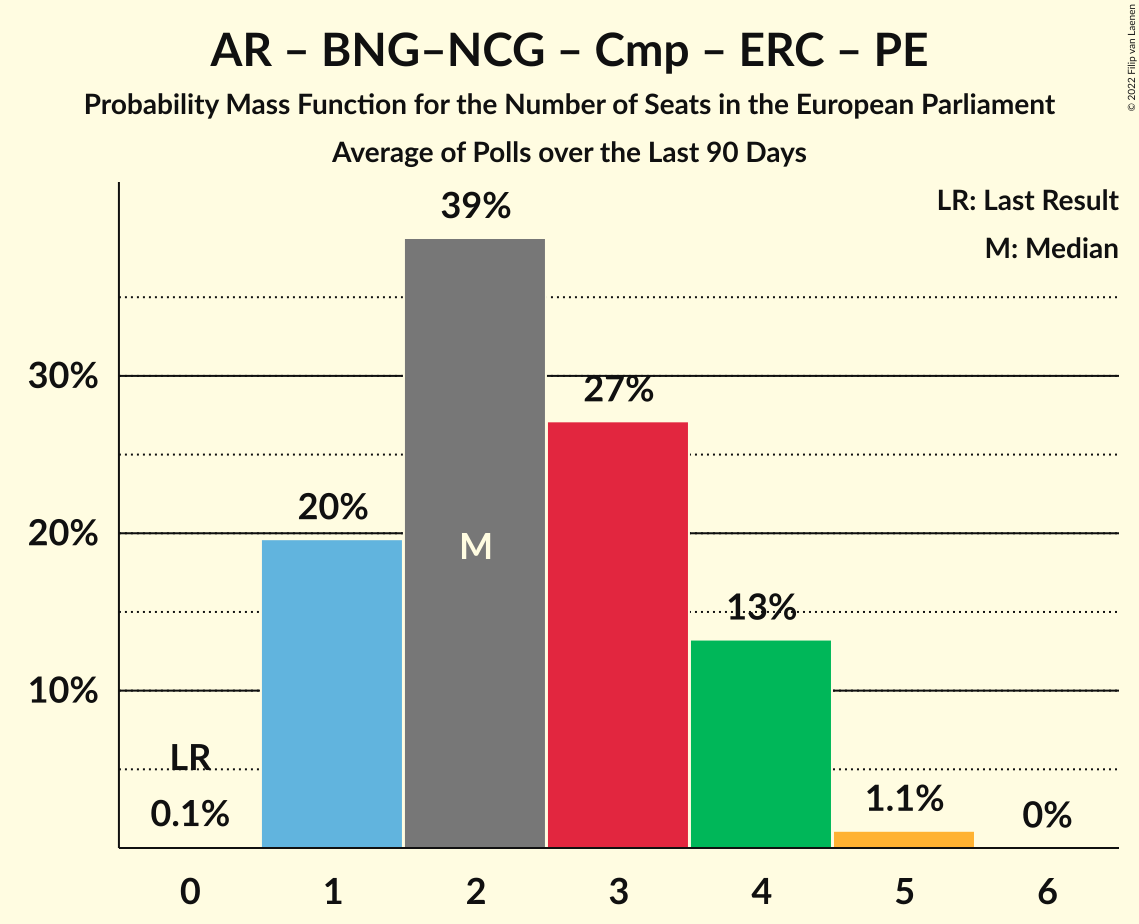 AR – BNG–NCG – Cmp – ERC – PE
Probability Mass Function for the Number of Seats in the European Parliament
Average of Polls over the Last 90 Days
© 2022 Filip van Laenen
LR: Last Result
M: Median
39%
30%
27%
20%
20%
M
13%
10%
LR
0.1%
1.1%
0%
0 1 2 3 4 5 6